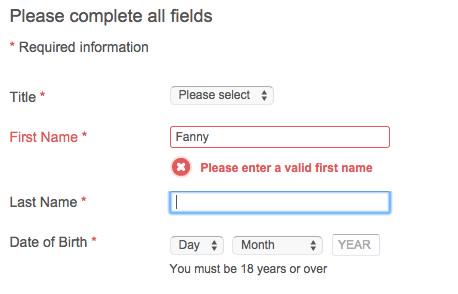 Please complete all fields
* Required information
Title * Please select
First Name * Fanny
Please enter a valid first name
Last Name *
Date of Birth * Day Month YEAR
You must be 18 years or over